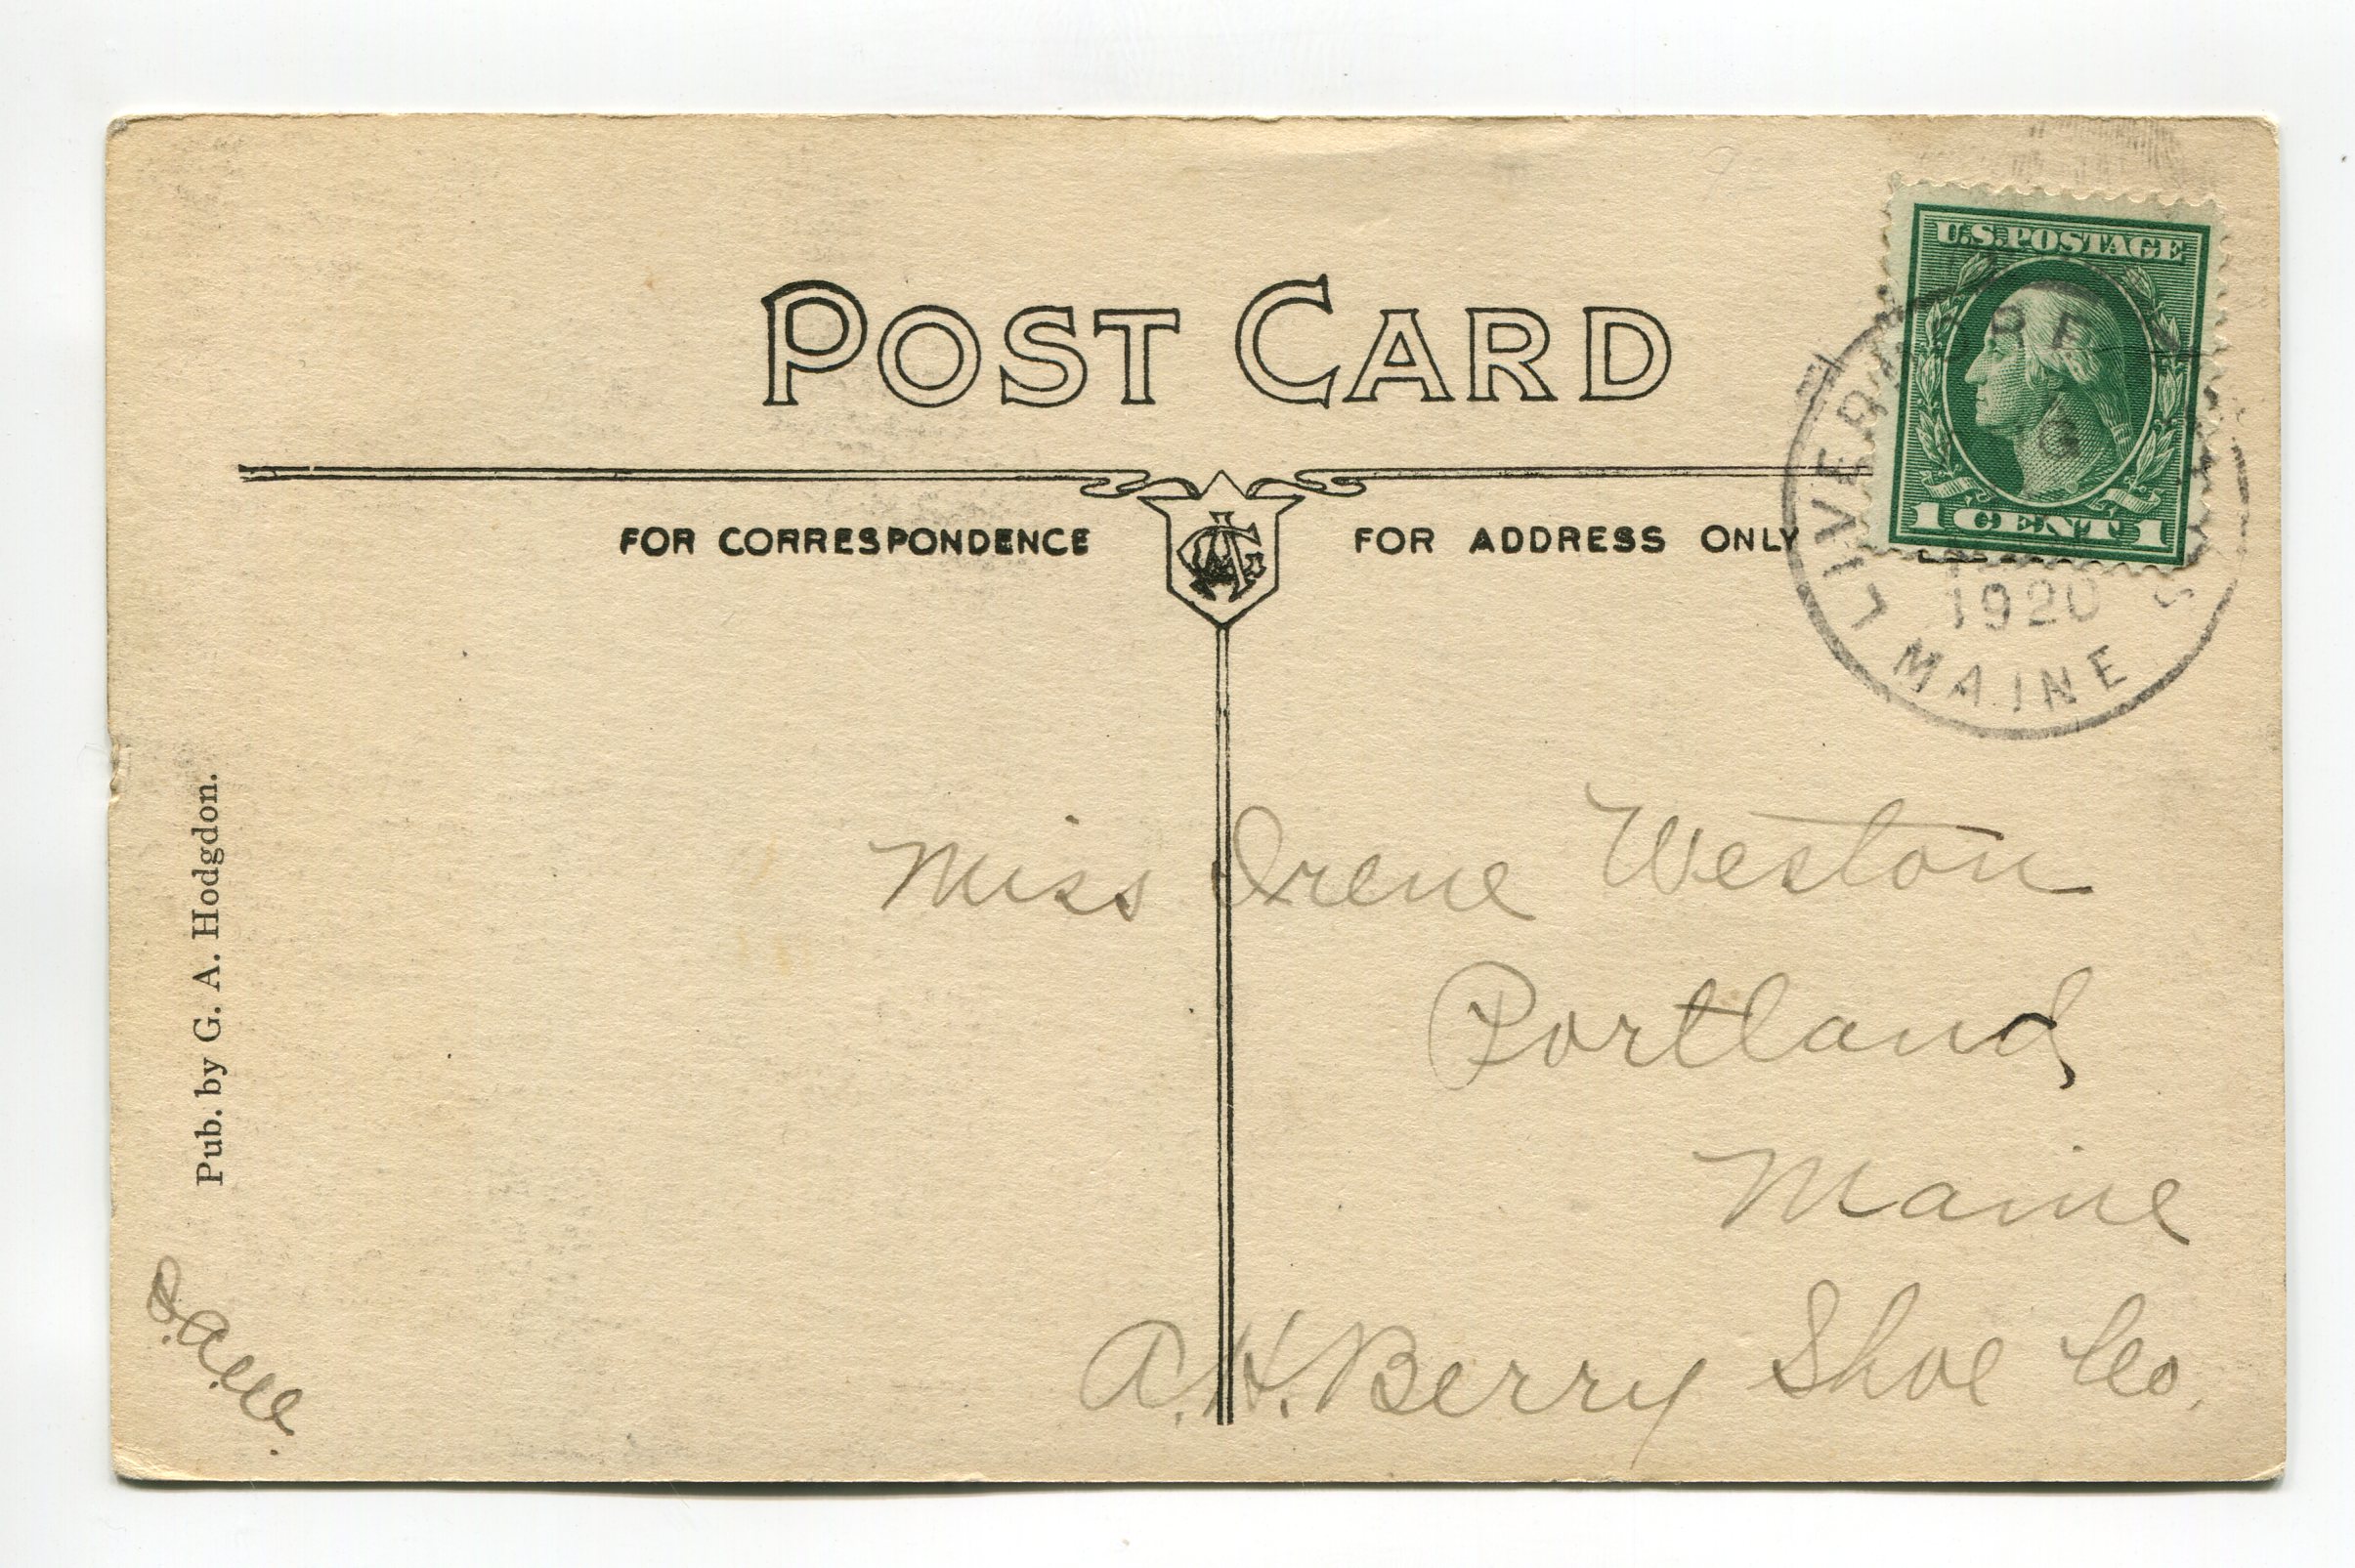 POST CARD
U.S. POSTAGE
1 CENT 1
FOR CORRESPONDENCE
FOR ADDRESS ONLY
LIVERMORE
1920
MAINE
Pub. by G. A. Hodgdon.
Miss Irene Weston
Portland,
Maine
A. H. Berry Shoe Co.